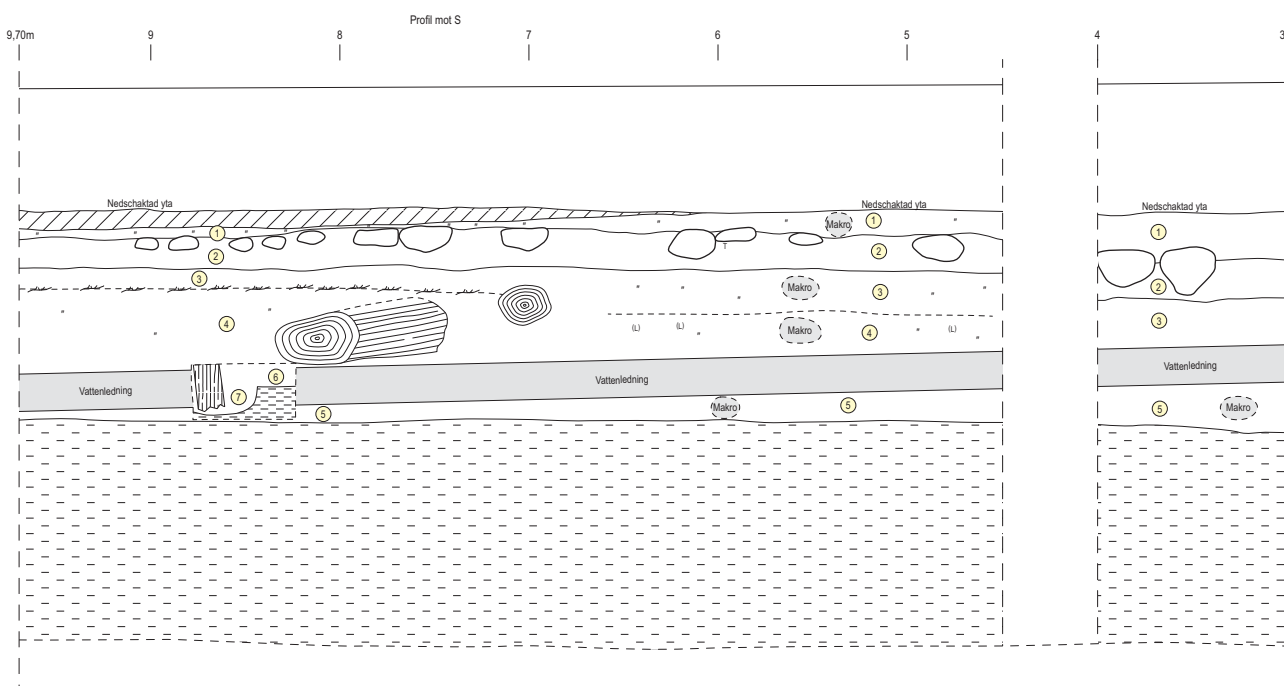 Profil mot S
9,70m 9 8 7 6 5 4 3
Nedschaktad yta Nedschaktad yta Nedschaktad yta
1 Makro 1 1
2 T 2 2
3 Makro 3 3
4 (L) (L) Makro 4 (L)
Vattenledning 6 Vattenledning Vattenledning
7 5 Makro 5 5 Makro